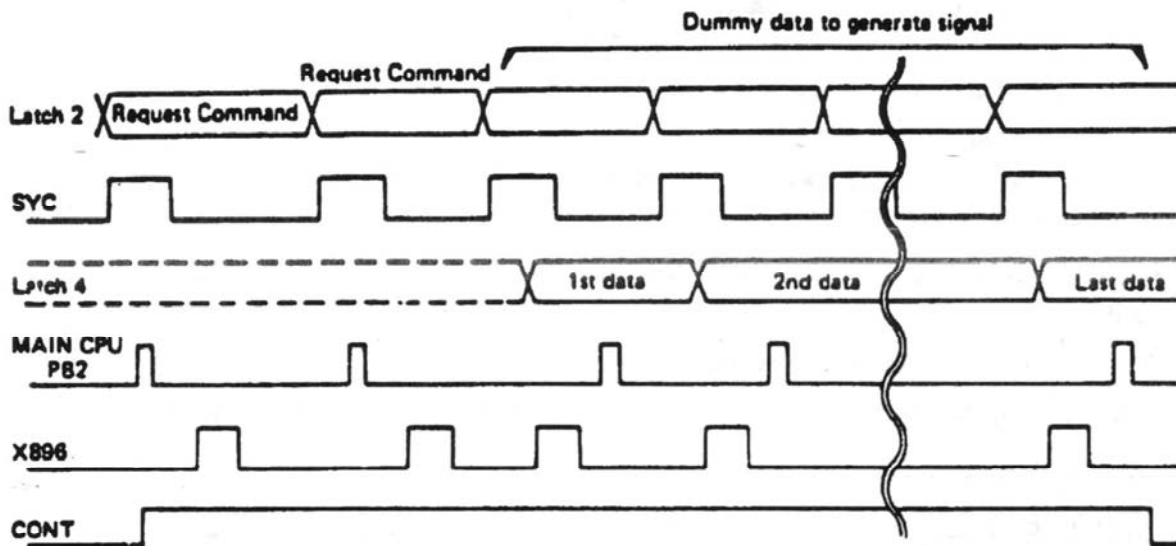 Dummy data to generate signal
Request Command
Latch 2
Request Command
SYC
Latch 4
1st data
2nd data
Last data
MAIN CPU
PB2
X896
CONT